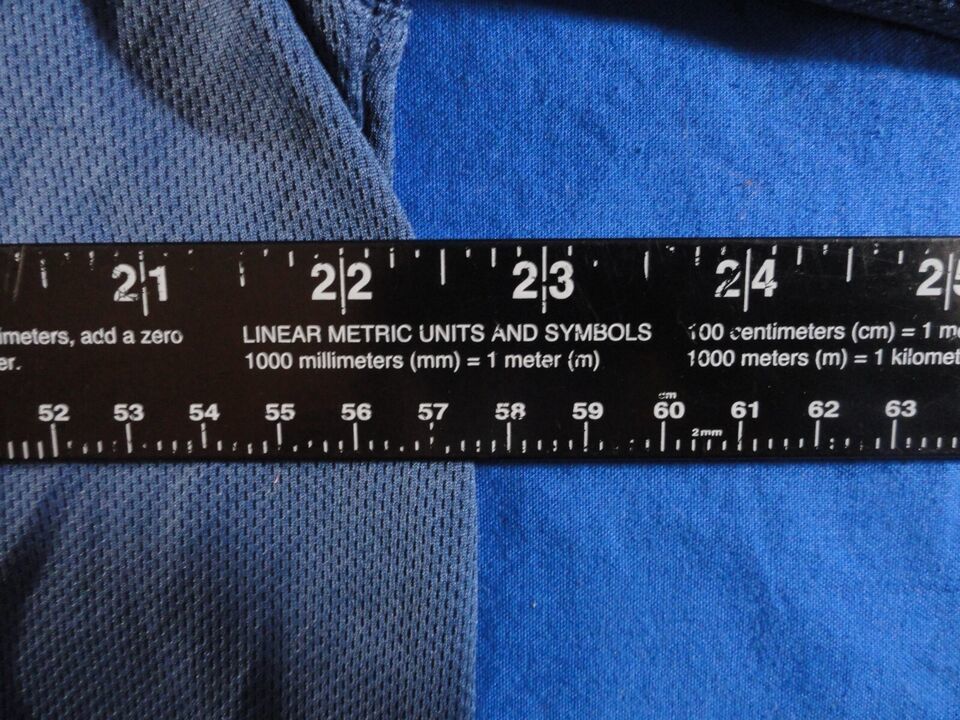 21 22 23 24 25
imeters, add a zero LINEAR METRIC UNITS AND SYMBOLS 100 centimeters (cm) = 1 m
er. 1000 millimeters (mm) = 1 meter (m) 1000 meters (m) = 1 kilomet
cm
52 53 54 55 56 57 58 59 60 61 62 63
2mm